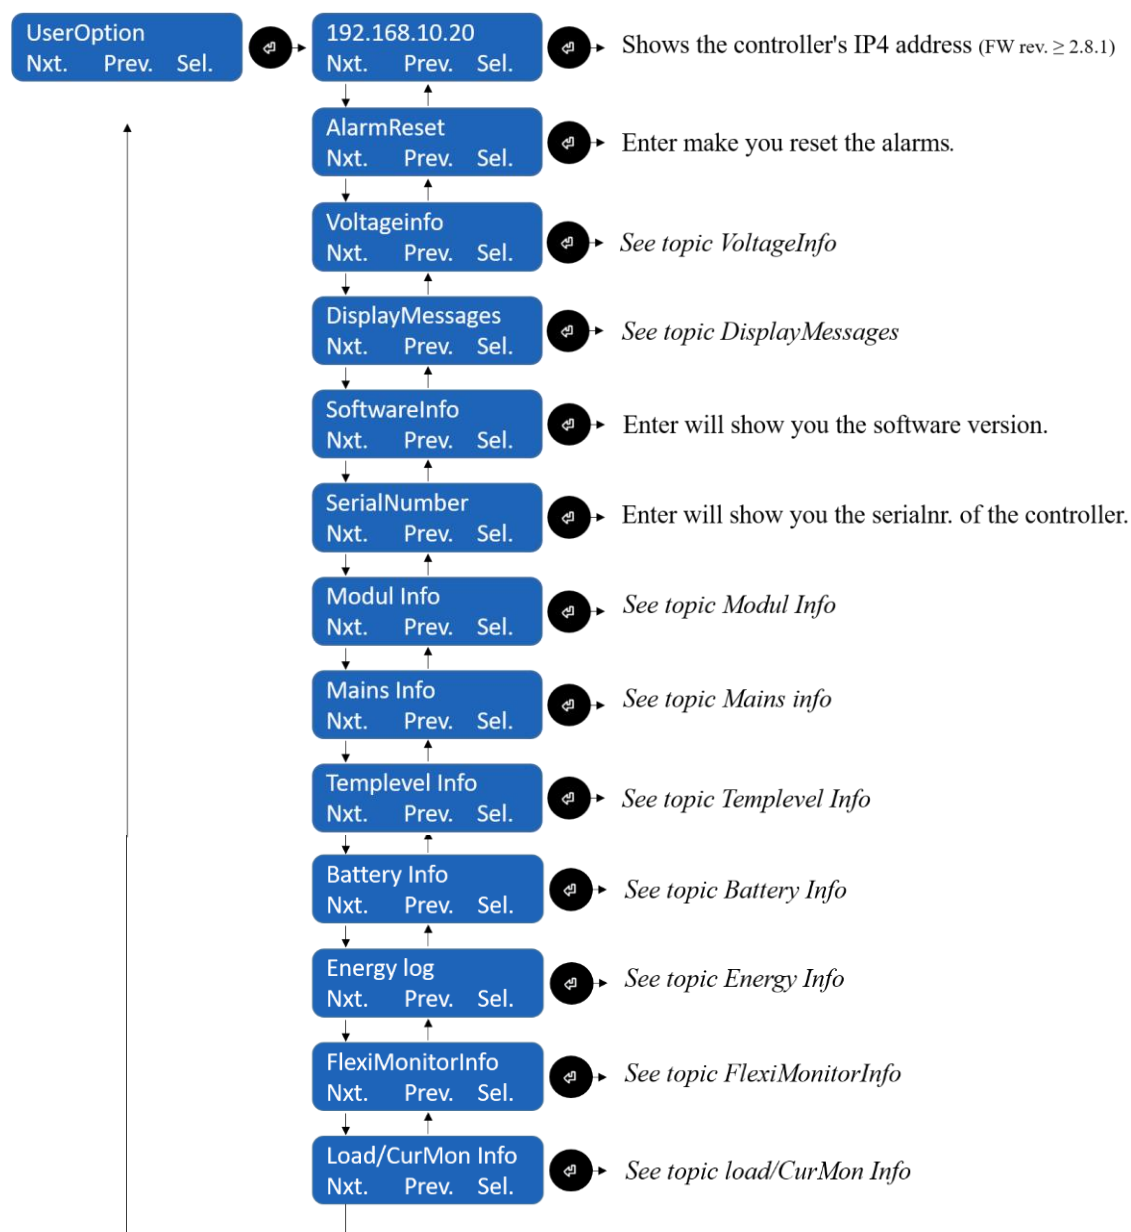 UserOption
Nxt. Prev. Sel.
192.168.10.20
Nxt. Prev. Sel.
Shows the controller's IP4 address (FW rev. ≥ 2.8.1)
AlarmReset
Nxt. Prev. Sel.
Enter make you reset the alarms.
Voltageinfo
Nxt. Prev. Sel.
See topic VoltageInfo
DisplayMessages
Nxt. Prev. Sel.
See topic DisplayMessages
SoftwareInfo
Nxt. Prev. Sel.
Enter will show you the software version.
SerialNumber
Nxt. Prev. Sel.
Enter will show you the serialnr. of the controller.
Modul Info
Nxt. Prev. Sel.
See topic Modul Info
Mains Info
Nxt. Prev. Sel.
See topic Mains info
Templevel Info
Nxt. Prev. Sel.
See topic Templevel Info
Battery Info
Nxt. Prev. Sel.
See topic Battery Info
Energy log
Nxt. Prev. Sel.
See topic Energy Info
FlexiMonitorInfo
Nxt. Prev. Sel.
See topic FlexiMonitorInfo
Load/CurMon Info
Nxt. Prev. Sel.
See topic load/CurMon Info